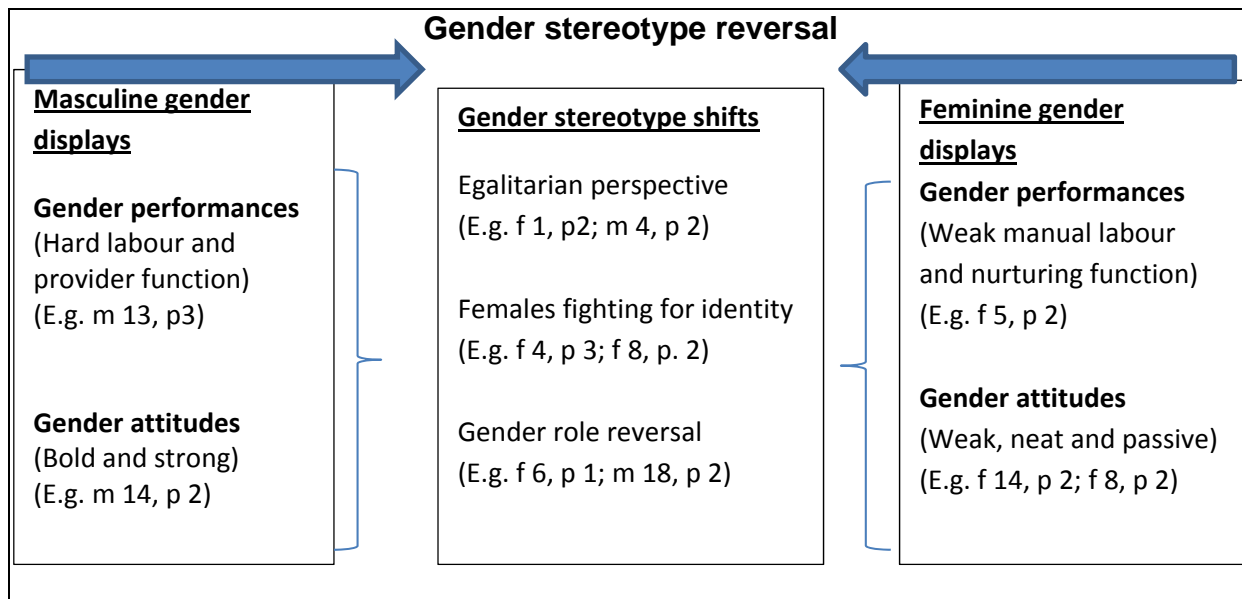 Gender stereotype reversal
Masculine gender
displays
Gender performances
(Hard labour and
provider function)
(E.g. m 13, p3)
Gender attitudes
(Bold and strong)
(E.g. m 14, p 2)
Gender stereotype shifts
Egalitarian perspective
(E.g. f 1, p2; m 4, p 2)
Females fighting for identity
(E.g. f 4, p 3; f 8, p. 2)
Gender role reversal
(E.g. f 6, p 1; m 18, p 2)
Feminine gender
displays
Gender performances
(Weak manual labour
and nurturing function)
(E.g. f 5, p 2)
Gender attitudes
(Weak, neat and passive)
(E.g. f 14, p 2; f 8, p 2)